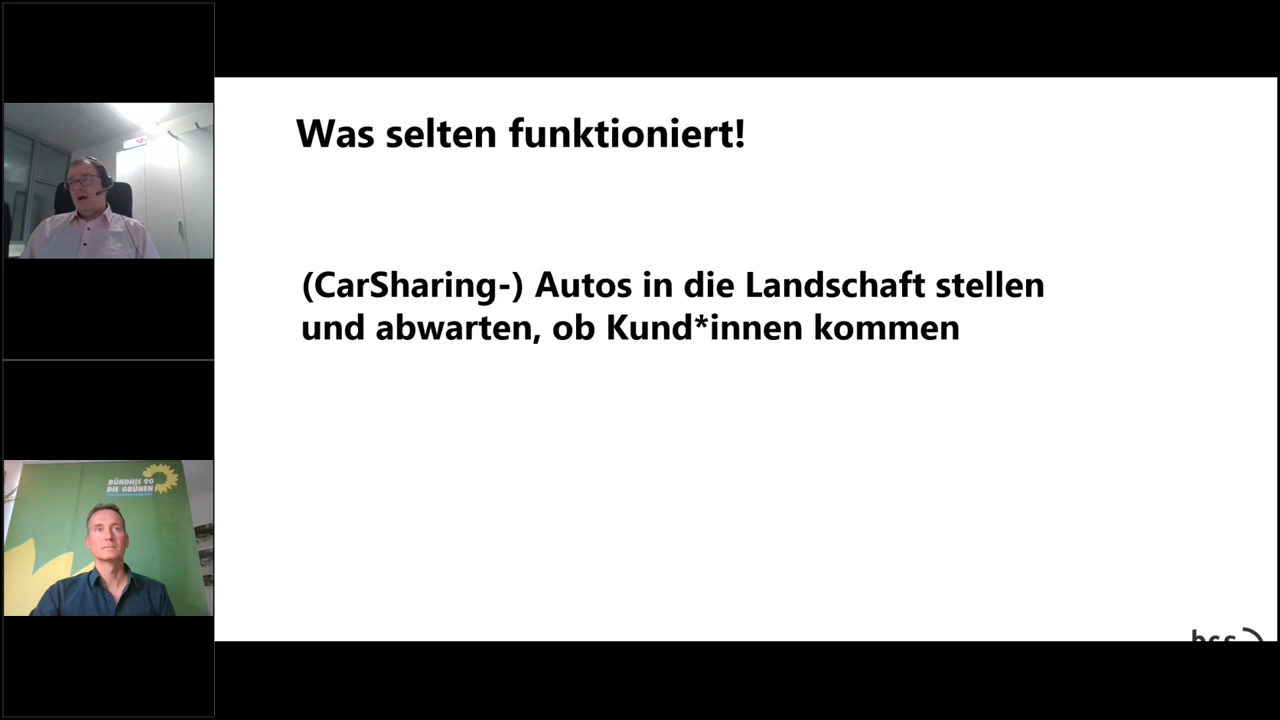 Was selten funktioniert!
(CarSharing-) Autos in die Landschaft stellen
und abwarten, ob Kund*innen kommen
BÜNDNIS 90
DIE GRÜNEN
bcs